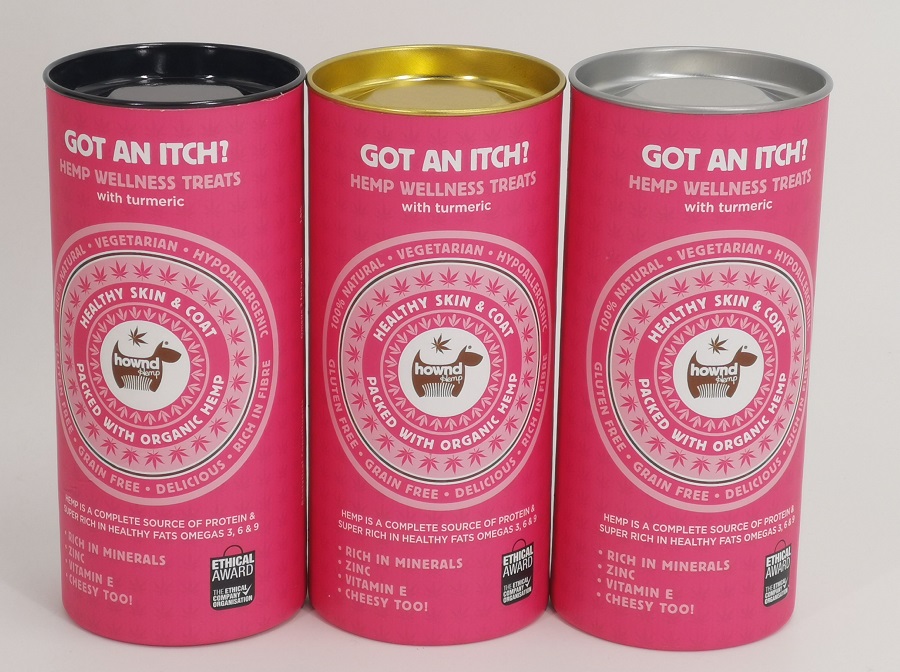 GOT AN ITCH?
HEMP WELLNESS TREATS
with turmeric
NATURAL • VEGETARIAN • HYPOALLERGENIC
HEALTHY SKIN & COAT
hownd
Hemp
PACKED WITH ORGANIC HEMP
FREE • GRAIN FREE • DELICIOUS • RICH IN FIBRE
HEMP IS A COMPLETE SOURCE OF PROTEIN &
SUPER RICH IN HEALTHY FATS OMEGAS 3, 6 & 9
• RICH IN MINERALS
• ZINC
• VITAMIN E
• CHEESY TOO!
ETHICAL
AWARD
THE ETHICAL
COMPANY
ORGANISATION
GOT AN ITCH?
HEMP WELLNESS TREATS
with turmeric
100% NATURAL • VEGETARIAN • HYPOALLERGENIC
HEALTHY SKIN & COAT
hownd
Hemp
PACKED WITH ORGANIC HEMP
GLUTEN FREE • GRAIN FREE • DELICIOUS • RICH IN FIBRE
HEMP IS A COMPLETE SOURCE OF PROTEIN &
SUPER RICH IN HEALTHY FATS OMEGAS 3, 6 & 9
• RICH IN MINERALS
• ZINC
• VITAMIN E
• CHEESY TOO!
ETHICAL
AWARD
THE ETHICAL
COMPANY
ORGANISATION
GOT AN ITCH?
HEMP WELLNESS TREATS
with turmeric
100% NATURAL • VEGETARIAN • HYPOALLERGENIC
HEALTHY SKIN & COAT
hownd
Hemp
PACKED WITH ORGANIC HEMP
GLUTEN FREE • GRAIN FREE • DELICIOUS • RICH IN
HEMP IS A COMPLETE SOURCE OF PROTEIN &
SUPER RICH IN HEALTHY FATS OMEGAS 3, 6 & 9
• RICH IN MINERALS
• ZINC
• VITAMIN E
• CHEESY TOO!
ETHICAL
AWARD
THE ETHICAL
COMPANY
ORGANISATION